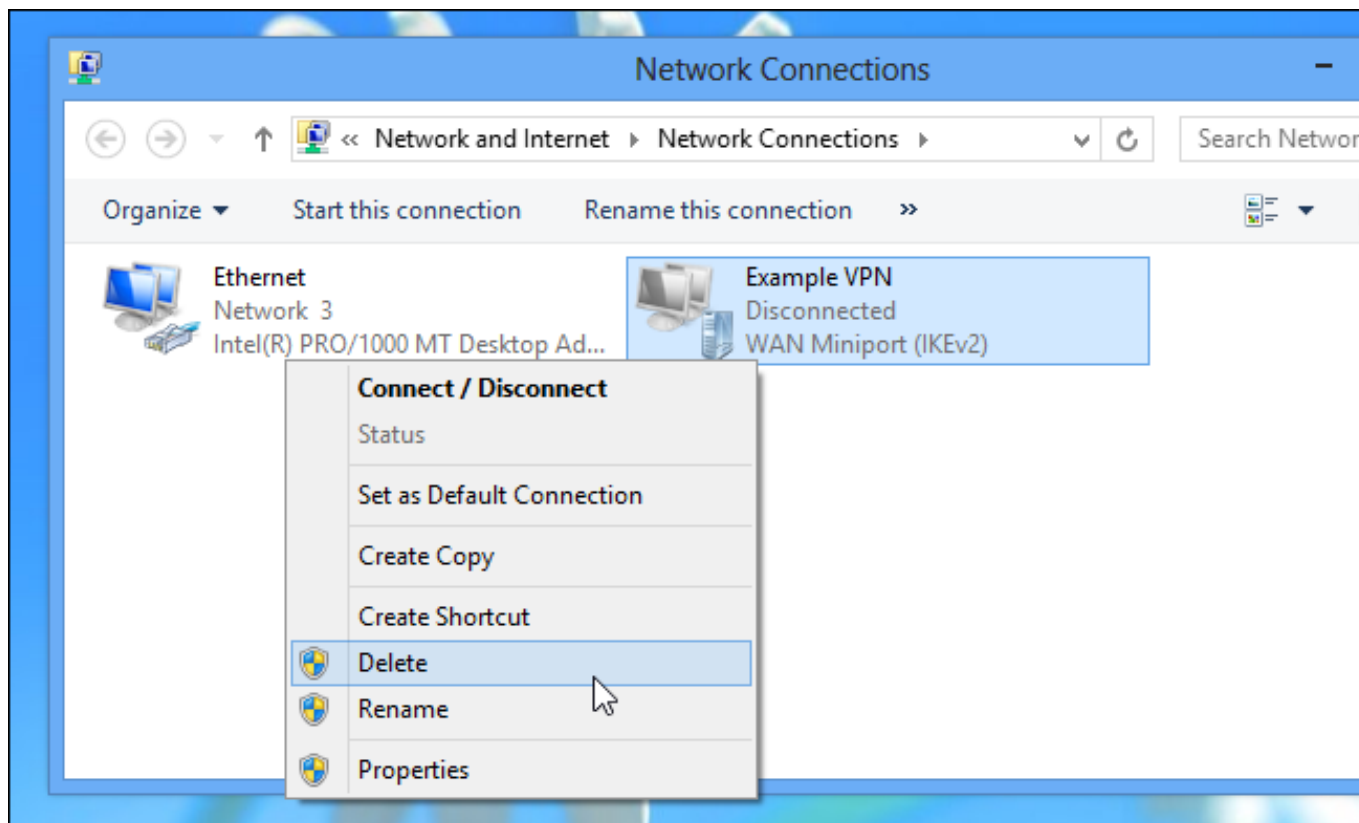 Network Connections
« Network and Internet Network Connections
Search Networ
Organize Start this connection Rename this connection »
Ethernet
Network 3
Intel(R) PRO/1000 MT Desktop Ad...
Example VPN
Disconnected
WAN Miniport (IKEv2)
Connect / Disconnect
Status
Set as Default Connection
Create Copy
Create Shortcut
Delete
Rename
Properties